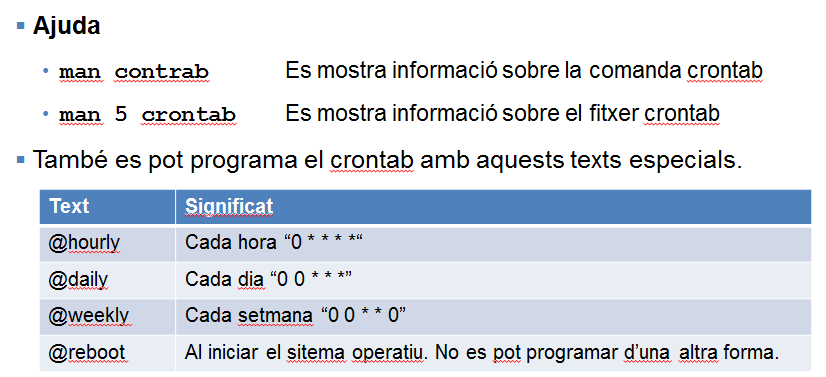 Ajuda
man contrab Es mostra informació sobre la comanda crontab
man 5 crontab Es mostra informació sobre el fitxer crontab
També es pot programa el crontab amb aquests texts especials.
Text Significat
@hourly Cada hora “0 * * * *“
@daily Cada dia “0 0 * * *”
@weekly Cada setmana “0 0 * * 0”
@reboot Al iniciar el sitema operatiu. No es pot programar d’una altra forma.